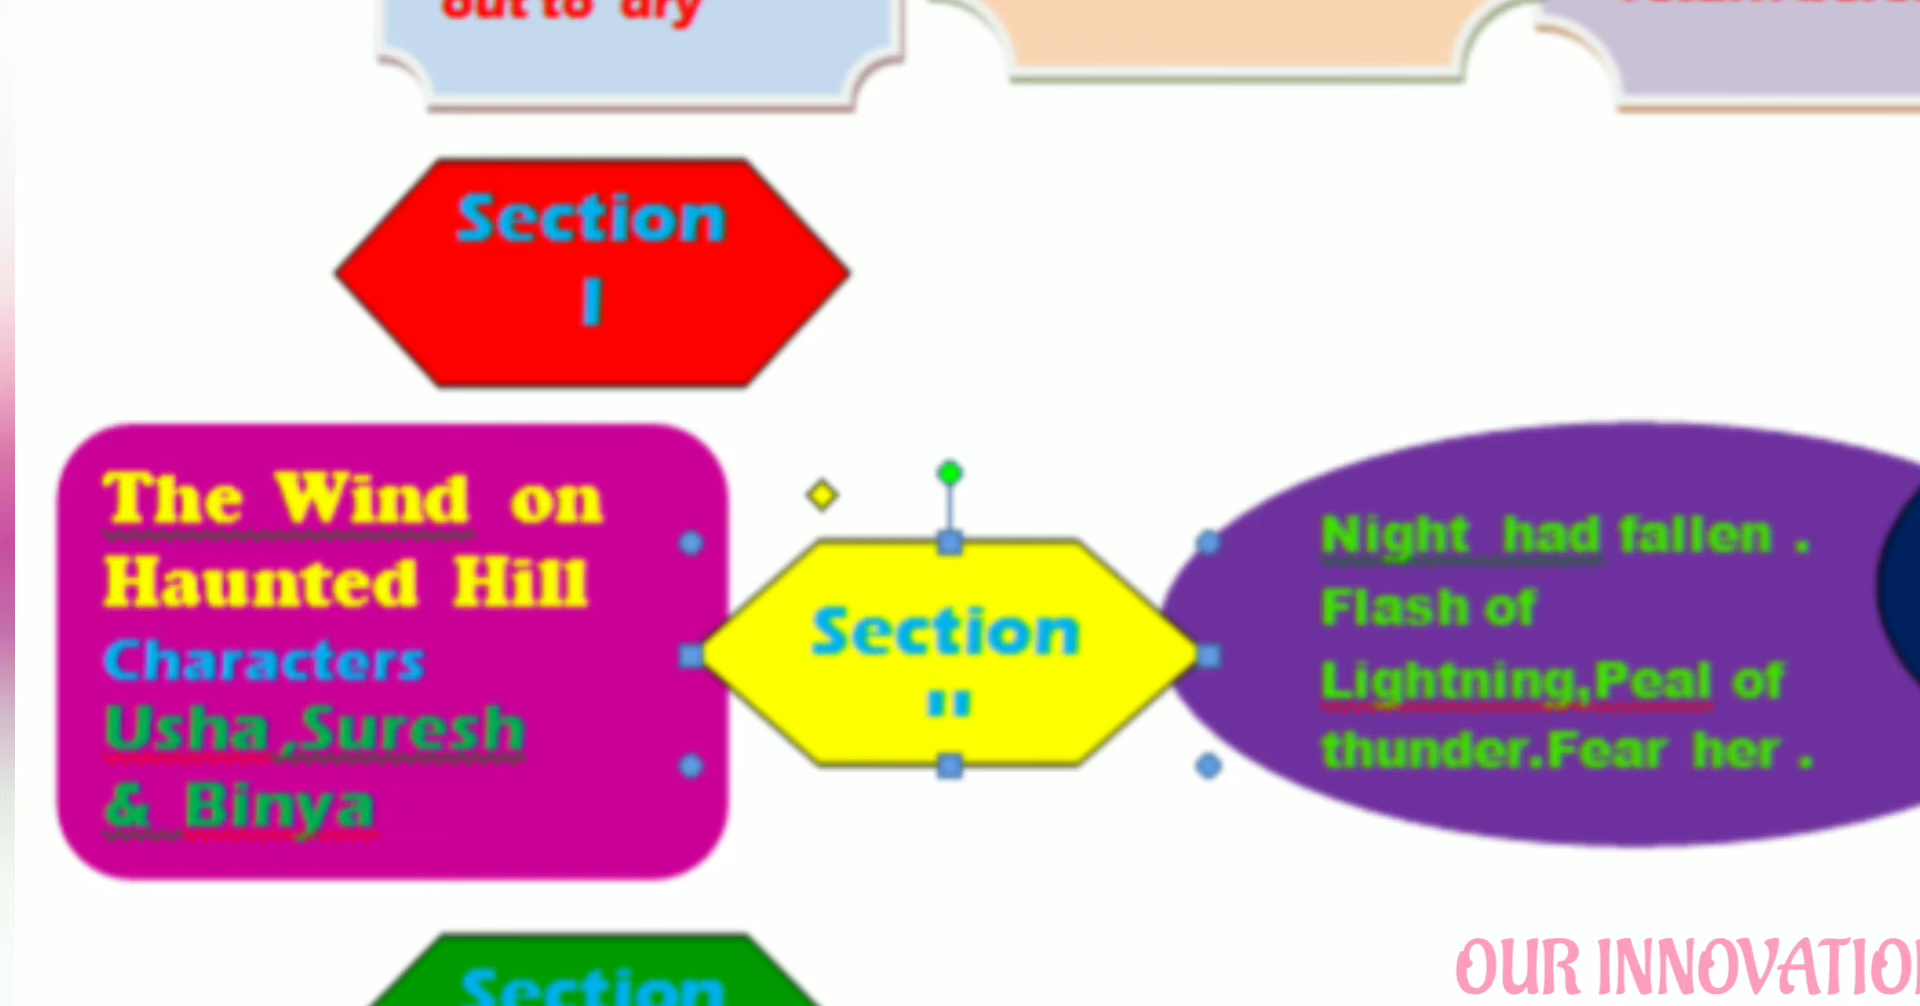 out to dry
Section
I
The Wind on
Haunted Hill
Characters
Usha ,Suresh
& Binya
Section
"
Night had fallen .
Flash of
Lightning,Peal of
thunder.Fear her .
Section
OUR INNOVATIO